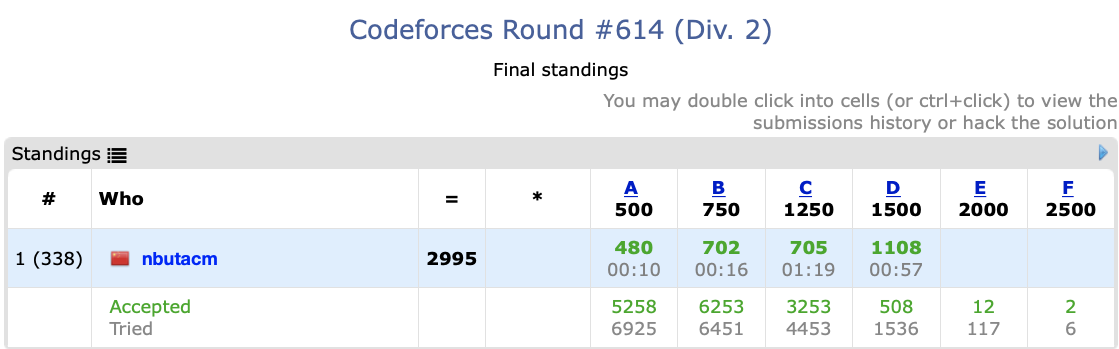 Codeforces Round #614 (Div. 2)
Final standings
You may double click into cells (or ctrl+click) to view the
submissions history or hack the solution
Standings
# Who = * A B C D E F
500 750 1250 1500 2000 2500
1 (338) nbutacm 2995 480 702 705 1108
00:10 00:16 01:19 00:57
Accepted 5258 6253 3253 508 12 2
Tried 6925 6451 4453 1536 117 6